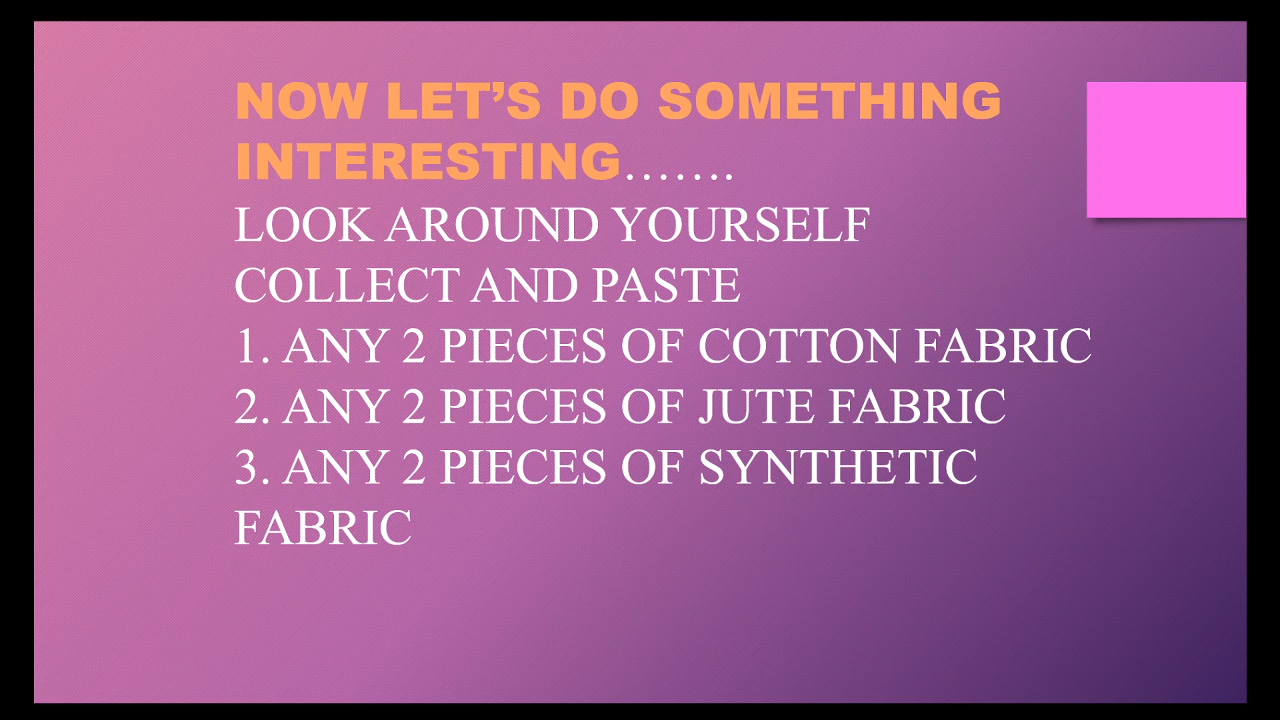 NOW LET’S DO SOMETHING
INTERESTING…….
LOOK AROUND YOURSELF
COLLECT AND PASTE
1. ANY 2 PIECES OF COTTON FABRIC
2. ANY 2 PIECES OF JUTE FABRIC
3. ANY 2 PIECES OF SYNTHETIC
FABRIC